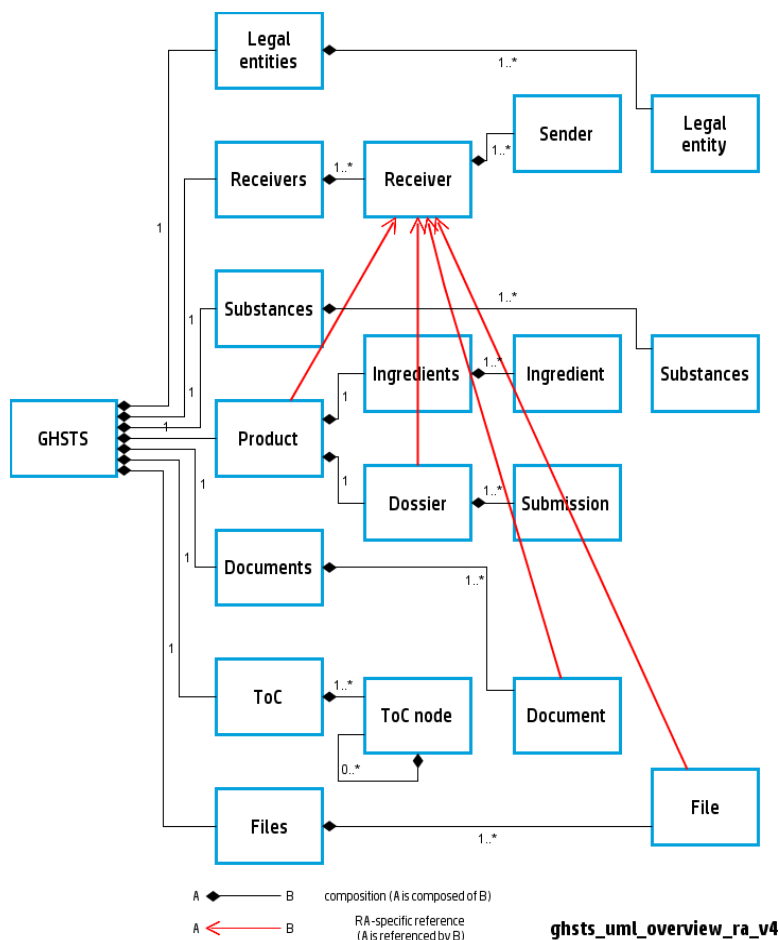 Legal
entities
1..*
Sender
Legal
entity
1..*
Receivers
1..*
Receiver
1
Substances
1..*
1
Ingredients
1..*
Ingredient
Substances
1
1
GHSTS
1
Product
1
Dossier
1..*
Submission
1
Documents
1..*
1
ToC
1..*
ToC node
Document
1
0..*
File
Files
1..*
A
B
composition (A is composed of B)
A
B
RA-specific reference
(A is referenced by B)
ghsts_uml_overview_ra_v4